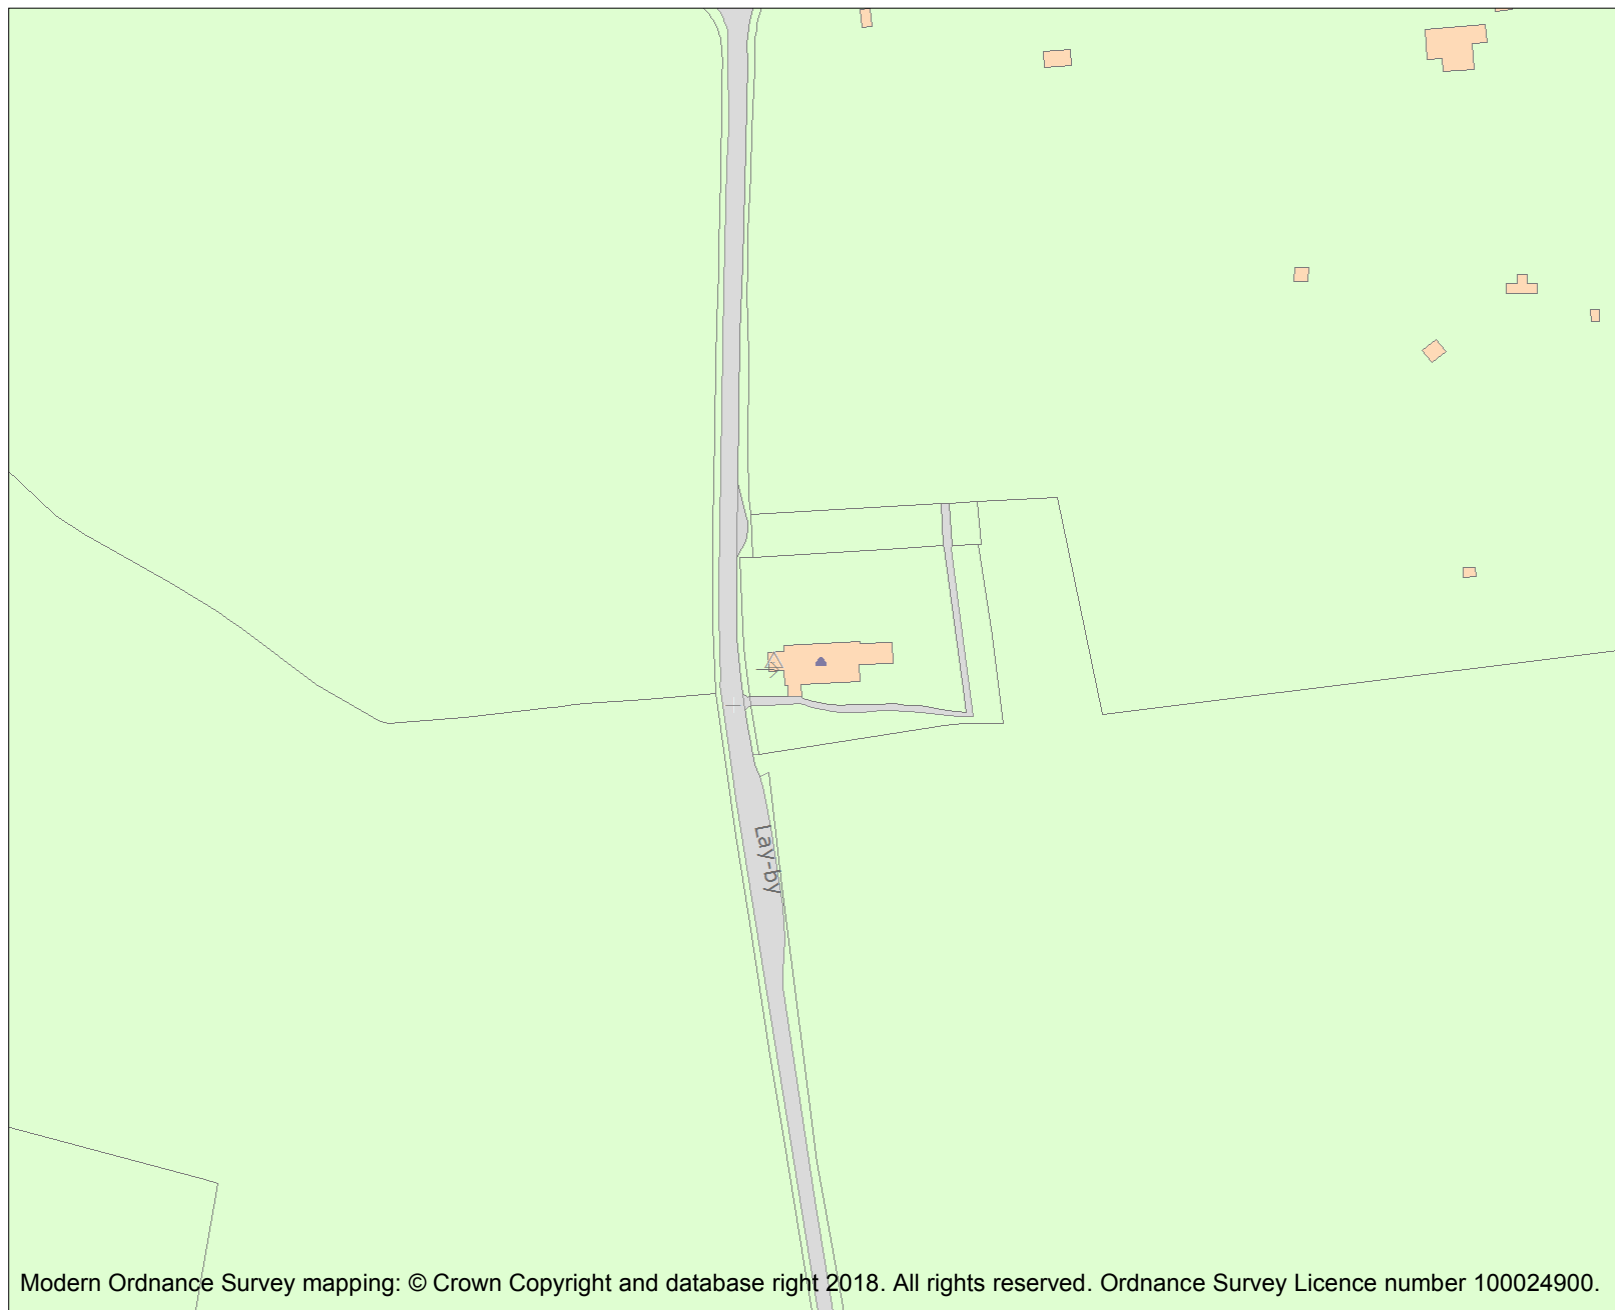 Lay-by
Modern Ordnance Survey mapping: © Crown Copyright and database right 2018. All rights reserved. Ordnance Survey Licence number 100024900.